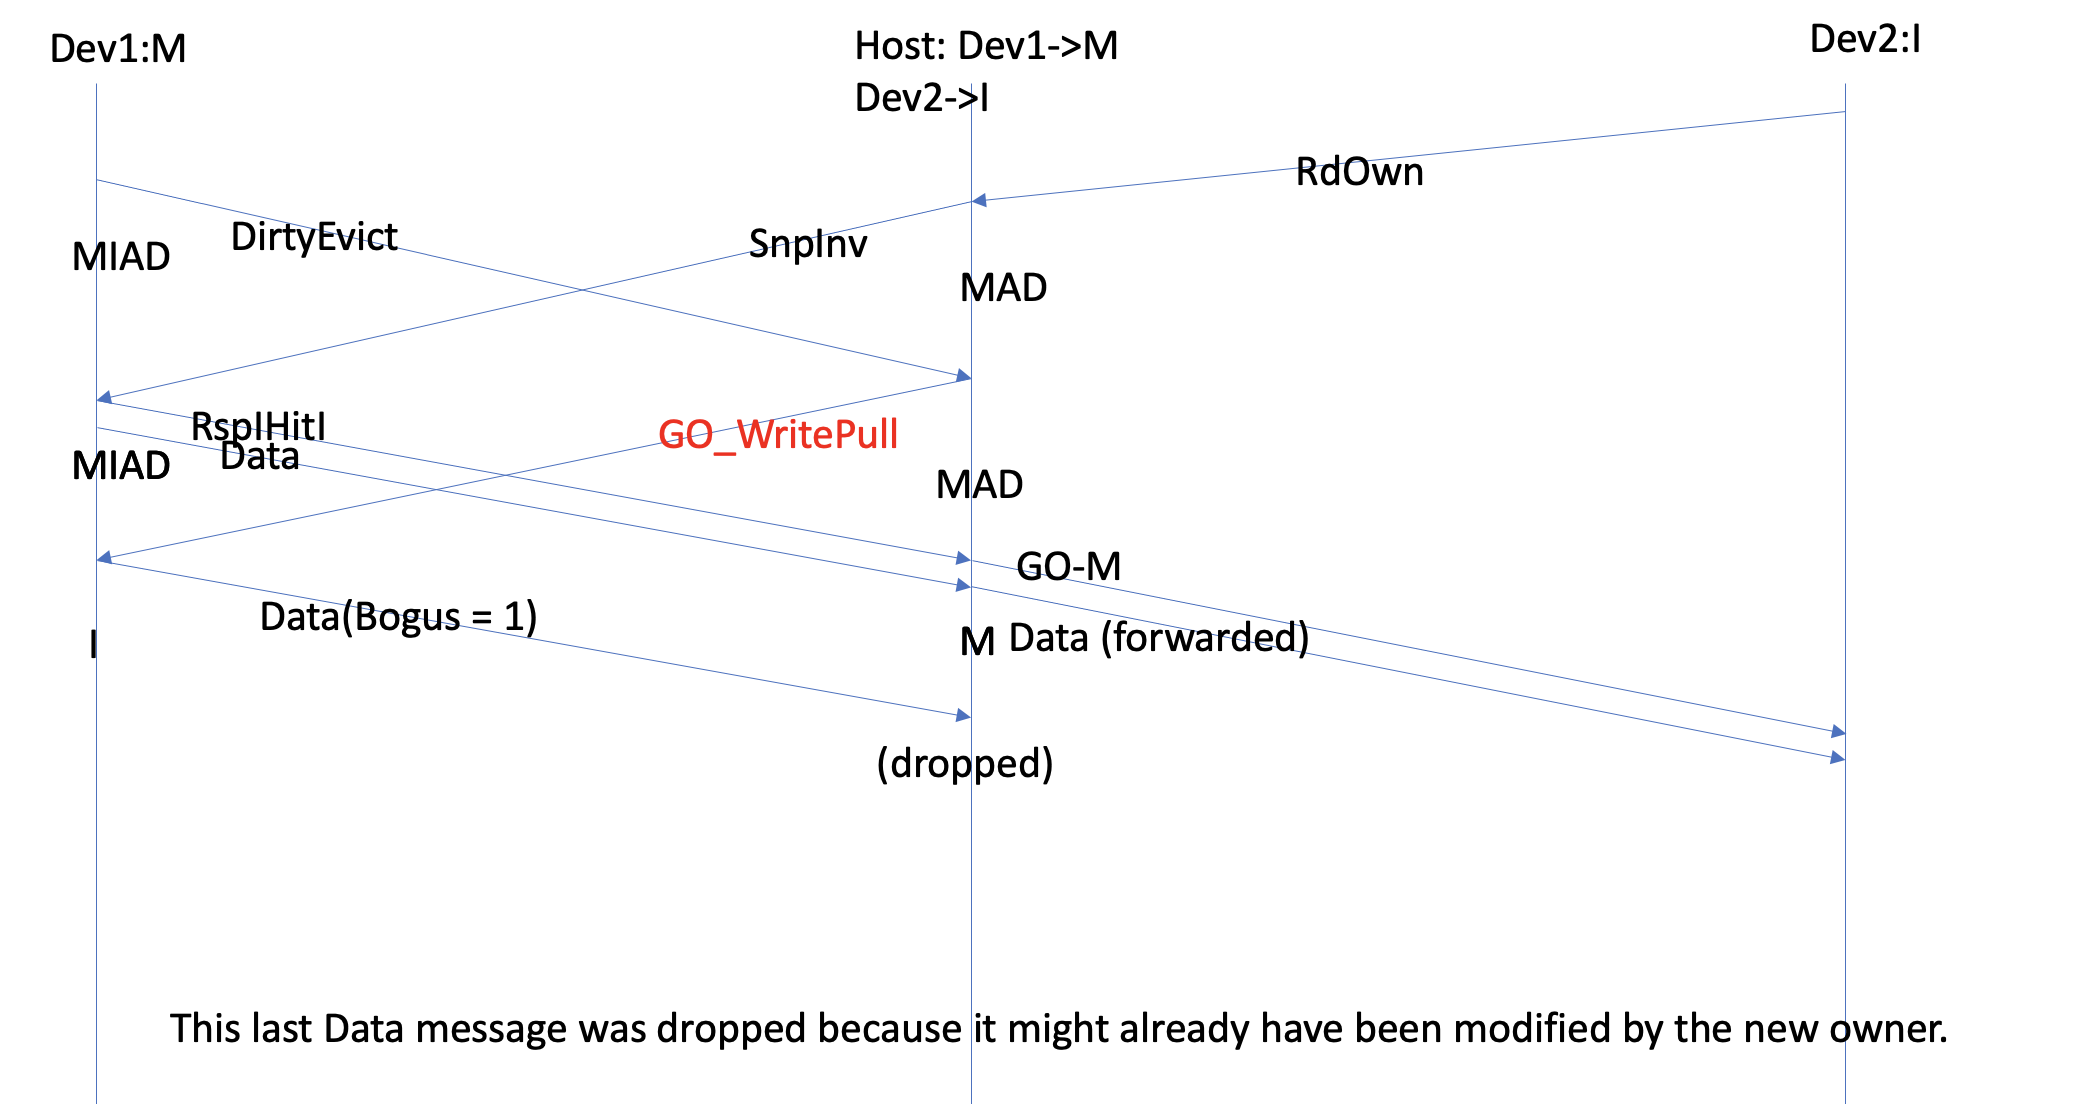 Dev1:M
Host: Dev1->M
Dev2->I
Dev2:I
RdOwn
DirtyEvict
SnpInv
MIAD
MAD
RspIHitI
GO_WritePull
Data
MIAD
MAD
GO-M
Data(Bogus = 1)
I
M
Data (forwarded)
(dropped)
This last Data message was dropped because it might already have been modified by the new owner.